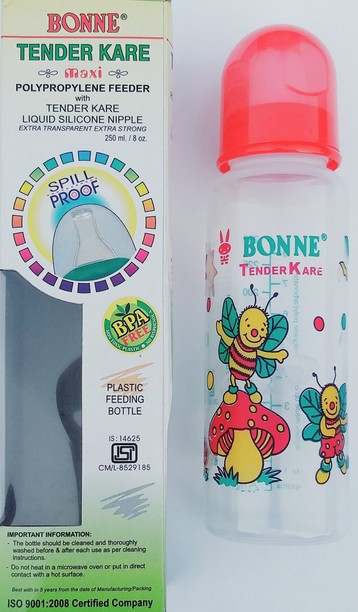 BONNE®
TENDER KARE
Maxi
POLYPROPYLENE FEEDER
with
TENDER KARE
LIQUID SILICONE NIPPLE
EXTRA TRANSPARENT EXTRA STRONG
250 ml. / 8 oz.
SPILL
PROOF
BPA
FREE
PLASTIC
FEEDING
BOTTLE
IS:14625
CM/L-8529185
IMPORTANT INFORMATION:
- The bottle should be cleaned and thoroughly
washed before & after each use as per cleaning
instructions.
- Do not heat in a microwave oven or put in direct
contact with a hot surface.
Best with in 5 years from the date of Manufacturing/Packing
ISO 9001:2008 Certified Company
BONNE®
TENDER KARE